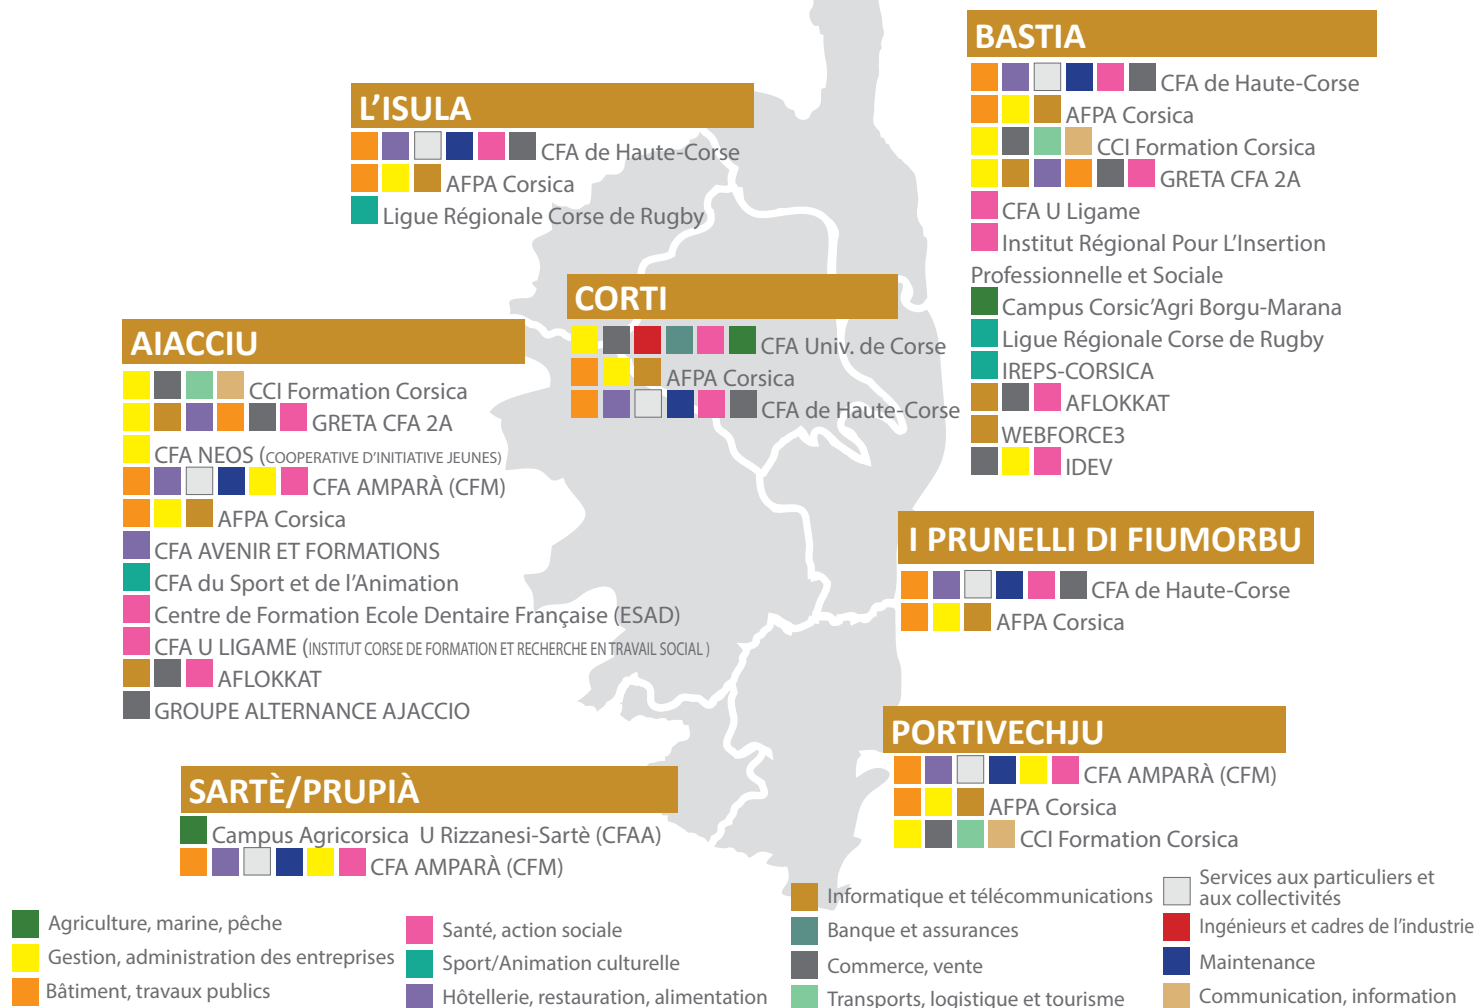 L'ISULA
CFA de Haute-Corse
AFPA Corsica
Ligue Régionale Corse de Rugby
BASTIA
CFA de Haute-Corse
AFPA Corsica
CCI Formation Corsica
GRETA CFA 2A
CFA U Ligame
Institut Régional Pour L'Insertion
Professionnelle et Sociale
Campus Corsic'Agri Borgu-Marana
Ligue Régionale Corse de Rugby
IREPS-CORSICA
AFLOKKAT
WEBFORCE3
IDEV
CORTI
CFA Univ. de Corse
AFPA Corsica
CFA de Haute-Corse
AIACCIU
CCI Formation Corsica
GRETA CFA 2A
CFA NEOS (COOPERATIVE D'INITIATIVE JEUNES)
CFA AMPARÀ (CFM)
AFPA Corsica
CFA AVENIR ET FORMATIONS
CFA du Sport et de l'Animation
Centre de Formation Ecole Dentaire Française (ESAD)
CFA U LIGAME (INSTITUT CORSE DE FORMATION ET RECHERCHE EN TRAVAIL SOCIAL )
AFLOKKAT
GROUPE ALTERNANCE AJACCIO
I PRUNELLI DI FIUMORBU
CFA de Haute-Corse
AFPA Corsica
PORTIVECHJU
CFA AMPARÀ (CFM)
AFPA Corsica
CCI Formation Corsica
SARTÈ/PRUPIÀ
Campus Agricorsica U Rizzanesi-Sartè (CFAA)
CFA AMPARÀ (CFM)
Agriculture, marine, pêche
Gestion, administration des entreprises
Bâtiment, travaux publics
Santé, action sociale
Sport/Animation culturelle
Hôtellerie, restauration, alimentation
Informatique et télécommunications
Banque et assurances
Commerce, vente
Transports, logistique et tourisme
Services aux particuliers et
aux collectivités
Ingénieurs et cadres de l'industrie
Maintenance
Communication, information